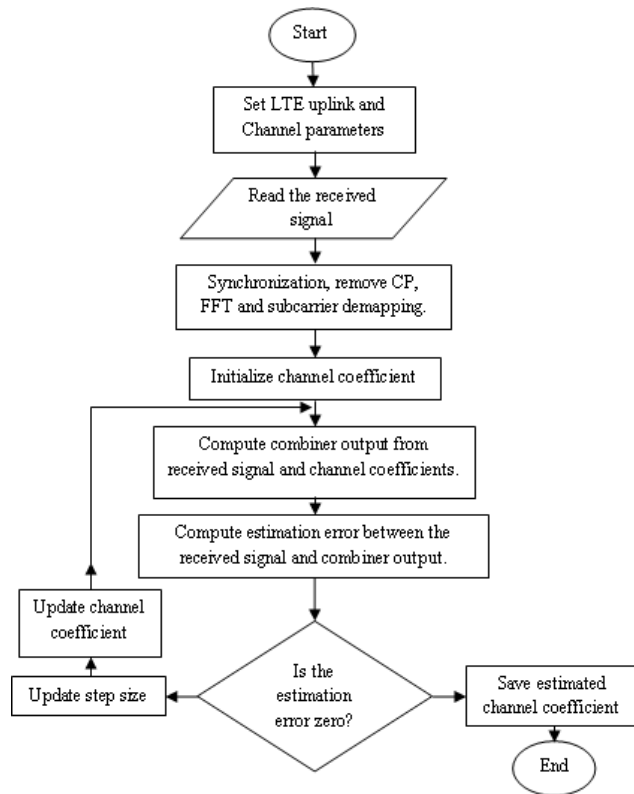 Start
Set LTE uplink and
Channel parameters
Read the received
signal
Synchronization, remove CP,
FFT and subcarrier demapping.
Initialize channel coefficient
Compute combiner output from
received signal and channel coefficients.
Compute estimation error between the
received signal and combiner output.
Update channel
coefficient
Update step size
Is the
estimation
error zero?
Save estimated
channel coefficient
End